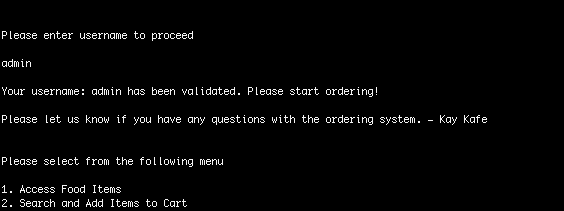 Please enter username to proceed
admin
Your username: admin has been validated. Please start ordering!
Please let us know if you have any questions with the ordering system. – Kay Kafe
Please select from the following menu
1. Access Food Items
2. Search and Add Items to Cart